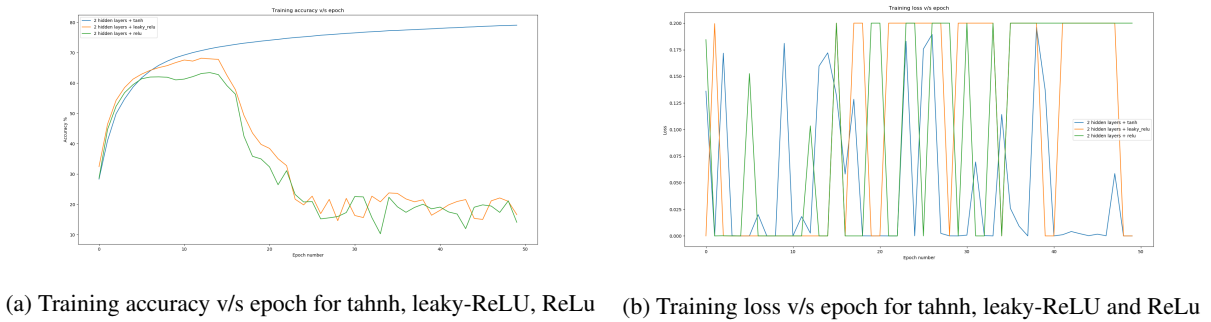 Training accuracy v/s epoch
2 hidden layers + tanh
2 hidden layers + leaky_relu
2 hidden layers + relu
80
70
60
50
40
30
20
10
Accuracy %
0
10
20
30
40
50
Epoch number
Training loss v/s epoch
0.200
0.175
0.150
0.125
0.100
0.075
0.050
0.025
0.000
Loss
2 hidden layers + tanh
2 hidden layers + leaky_relu
2 hidden layers + relu
0
10
20
30
40
50
Epoch number
(a) Training accuracy v/s epoch for tahnh, leaky-ReLU, ReLu
(b) Training loss v/s epoch for tahnh, leaky-ReLU and ReLu